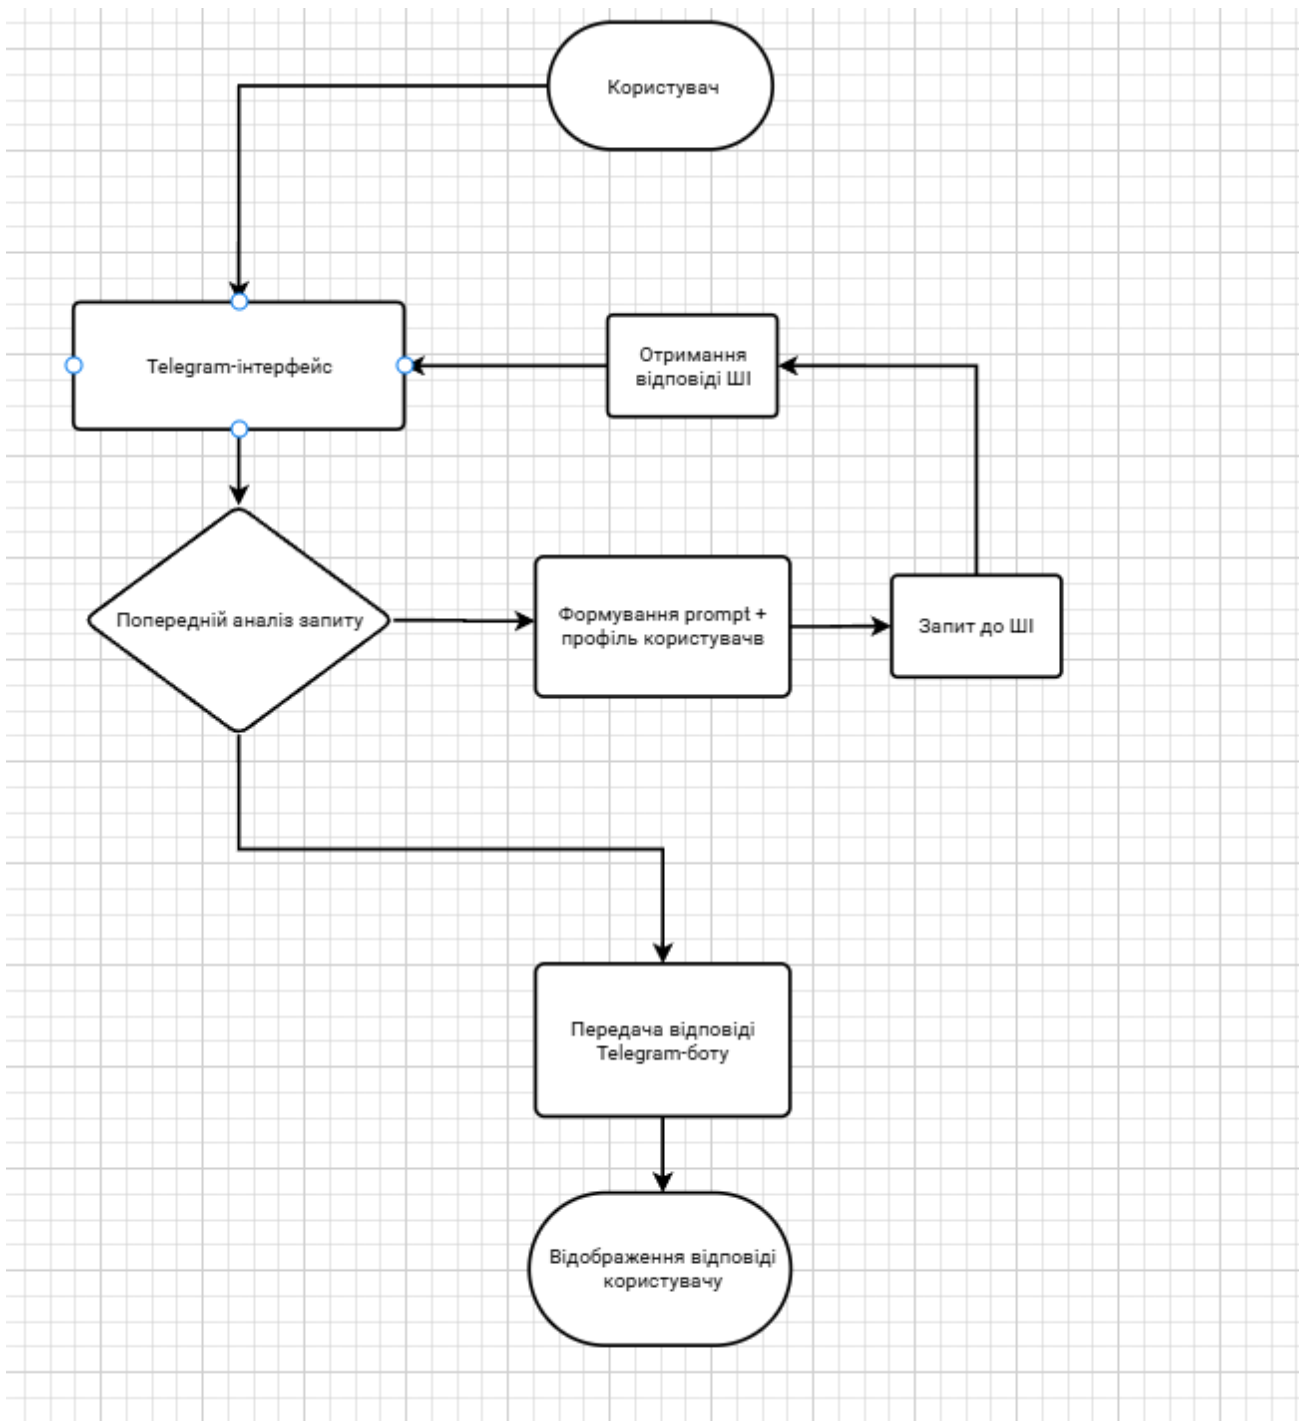 Користувач
Telegram-інтерфейс
Отримання
відповіді ШІ
Попередній аналіз запиту
Формування prompt +
профіль користувачв
Запит до ШІ
Передача відповіді
Telegram-боту
Відображення відповіді
користувачу